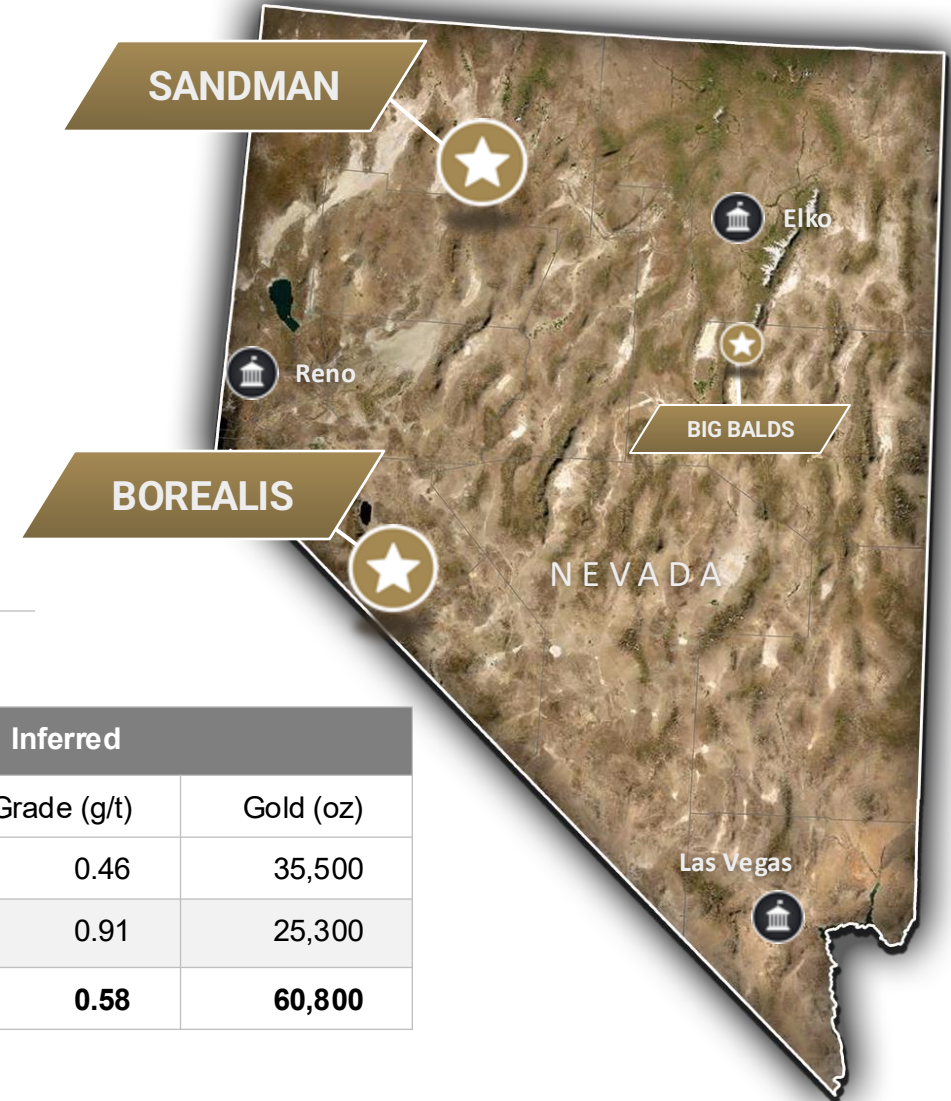 SANDMAN
Elko
Reno
BIG BALDS
BOREALIS
NEVADA
Inferred
Grade (g/t) Gold (oz)
0.46 35,500
0.91 25,300
0.58 60,800
Las Vegas